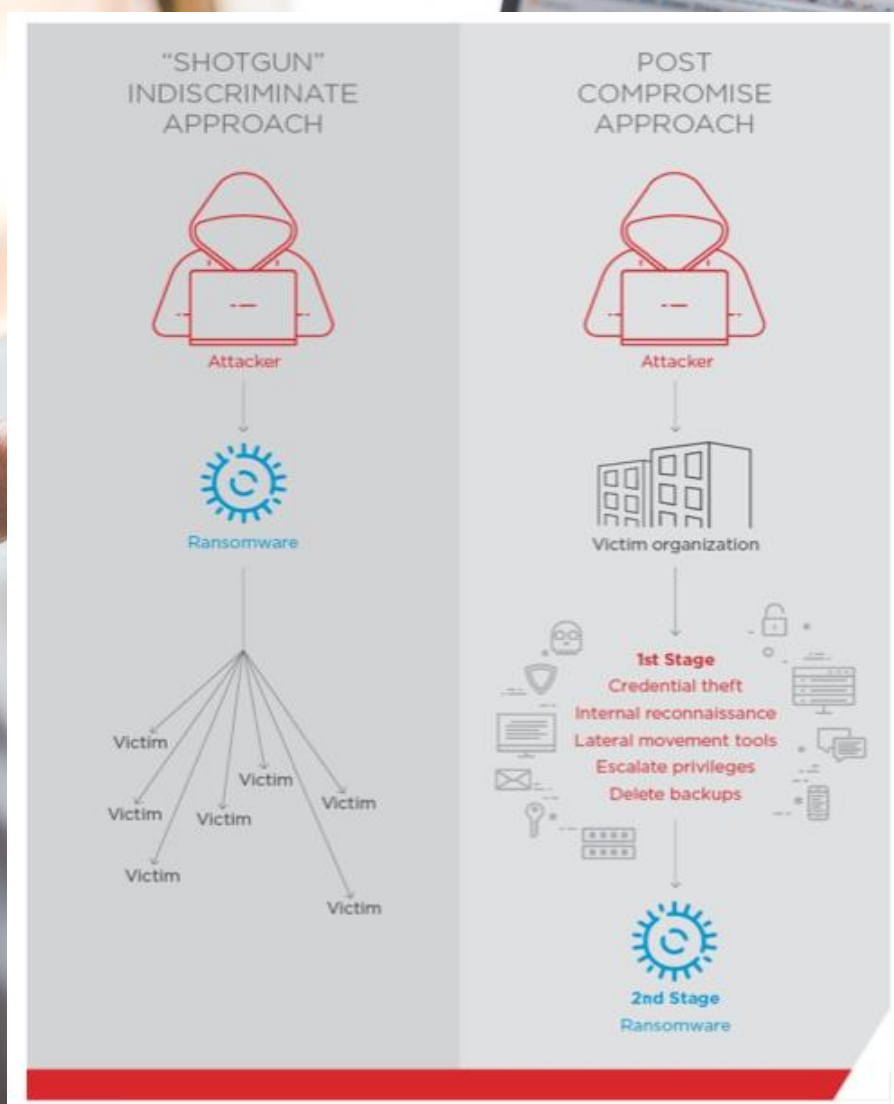 "SHOTGUN"
INDISCRIMINATE
APPROACH
Attacker
Ransomware
Victim
Victim
Victim
Victim
Victim
Victim
Victim
POST
COMPROMISE
APPROACH
Attacker
Victim organization
1st Stage
Credential theft
Internal reconnaissance
Lateral movement tools
Escalate privileges
Delete backups
2nd Stage
Ransomware